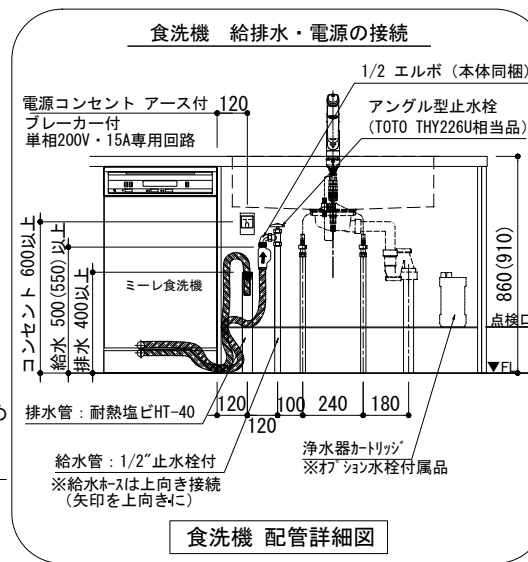 食洗機 給排水・電源の接続
1/2 エルボ (本体同梱)
電源コンセント アース付
120
ブレーカー付
単相200V・15A専用回路
アングル型止水栓
(TOTO THY226U相当品)
コンセント 600以上
給水 500(550)以上
排水 400以上
ミーレ食洗機
860(910)
点検口
▼FL
め
排水管：耐熱塩ビHT-40
120
120
100
240
180
給水管：1/2"止水栓付
※給水ホースは上向き接続
(矢印を上向きに)
浄水器カートリッジ
※オプション水栓付属品
食洗機 配管詳細図